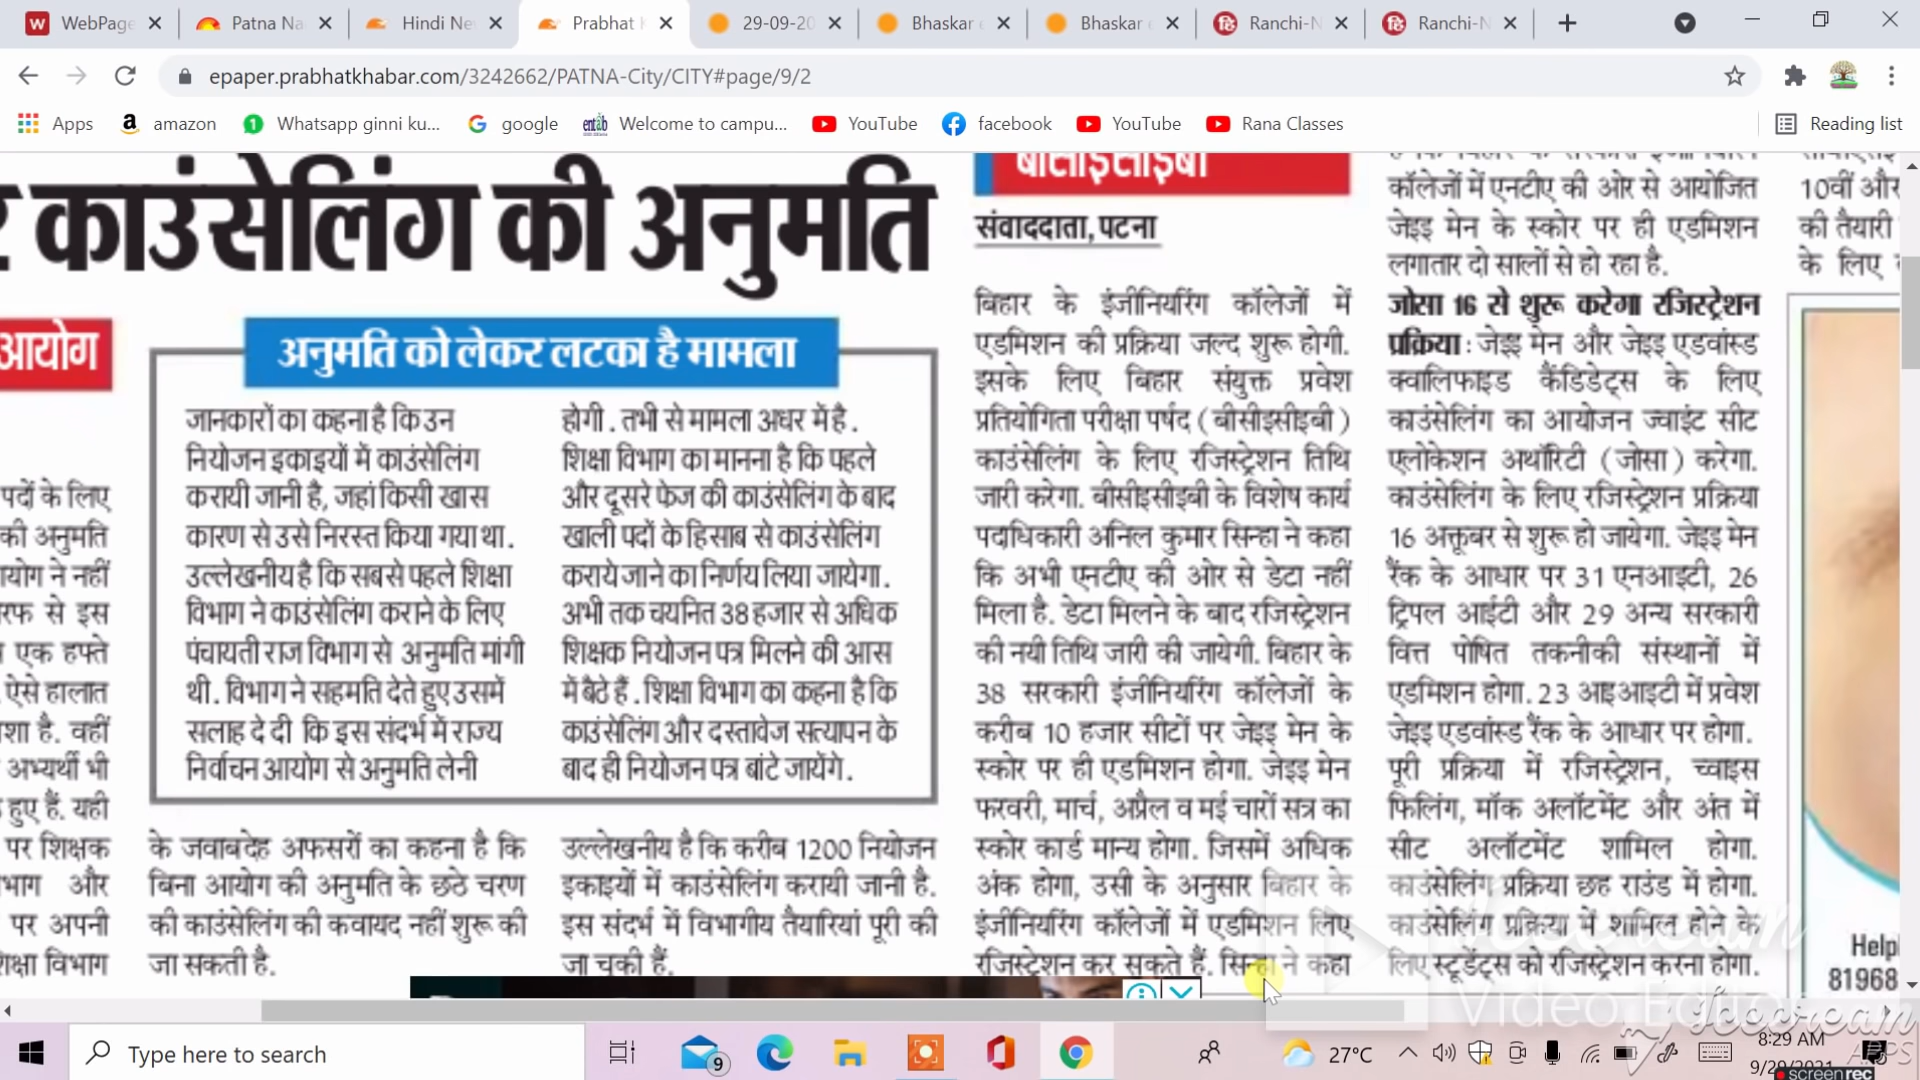 WebPage
Patna Na
Hindi Ne
Prabhat
29-09-20
Bhaskar
Bhaskar
Ranchi-N
Ranchi-N
epaper.prabhatkhabar.com/3242662/PATNA-City/CITY#page/9/2
Apps
amazon
Whatsapp ginni ku...
google
Welcome to campu...
YouTube
facebook
YouTube
Rana Classes
Reading list
काउंसेलिंग की अनुमति
आयोग
पदों के लिए
की अनुमति
योग ने नहीं
रफ से इस
एक हफ्ते
ऐसे हालात
शा है. वहीं
अभ्यर्थी भी
हुए हैं. यही
पर शिक्षक
भाग और
पर अपनी
शिक्षा विभाग
अनुमति को लेकर लटका है मामला
जानकारों का कहना है कि उन
नियोजन इकाइयों में काउंसेलिंग
करायी जानी है, जहां किसी खास
कारण से उसे निरस्त किया गया था.
उल्लेखनीय है कि सबसे पहले शिक्षा
विभाग ने काउंसेलिंग कराने के लिए
पंचायती राज विभाग से अनुमति मांगी
थी. विभाग ने सहमति देते हुए उसमें
सलाह दे दी कि इस संदर्भ में राज्य
निर्वाचन आयोग से अनुमति लेनी
होगी. तभी से मामला अधर में है.
शिक्षा विभाग का मानना है कि पहले
और दूसरे फेज की काउंसेलिंग के बाद
खाली पदों के हिसाब से काउंसेलिंग
कराये जाने का निर्णय लिया जायेगा.
अभी तक चयनित 38 हजार से अधिक
शिक्षक नियोजन पत्र मिलने की आस
में बैठे हैं. शिक्षा विभाग का कहना है कि
काउंसेलिंग और दस्तावेज सत्यापन के
बाद ही नियोजन पत्र बांटे जायेंगे.
के जवाबदेह अफसरों का कहना है कि
बिना आयोग की अनुमति के छठे चरण
की काउंसेलिंग की कवायद नहीं शुरू की
जा सकती है.
उल्लेखनीय है कि करीब 1200 नियोजन
इकाइयों में काउंसेलिंग करायी जानी है.
इस संदर्भ में विभागीय तैयारियां पूरी की
जा चुकी हैं.
बीसीइसीइबी
संवाददाता, पटना
बिहार के इंजीनियरिंग कॉलेजों में
एडमिशन की प्रक्रिया जल्द शुरू होगी.
इसके लिए बिहार संयुक्त प्रवेश
प्रतियोगिता परीक्षा पर्षद (बीसीइसीइबी)
काउंसेलिंग के लिए रजिस्ट्रेशन तिथि
जारी करेगा. बीसीइसीइबी के विशेष कार्य
पदाधिकारी अनिल कुमार सिन्हा ने कहा
कि अभी एनटीए की ओर से डेटा नहीं
मिला है. डेटा मिलने के बाद रजिस्ट्रेशन
की नयी तिथि जारी की जायेगी. बिहार के
38 सरकारी इंजीनियरिंग कॉलेजों के
करीब 10 हजार सीटों पर जेइइ मेन के
स्कोर पर ही एडमिशन होगा. जेइइ मेन
फरवरी, मार्च, अप्रैल व मई चारों सत्र का
स्कोर कार्ड मान्य होगा. जिसमें अधिक
अंक होगा, उसी के अनुसार बिहार के
इंजीनियरिंग कॉलेजों में एडमिशन लिए
रजिस्ट्रेशन कर सकते हैं. सिन्हा ने कहा
कॉलेजों में एनटीए की ओर से आयोजित
जेइइ मेन के स्कोर पर ही एडमिशन
लगातार दो सालों से हो रहा है.
जोसा 16 से शुरू करेगा रजिस्ट्रेशन
प्रक्रिया : जेइइ मेन और जेइइ एडवांस्ड
क्वालिफाइड कैंडिडेट्स के लिए
काउंसेलिंग का आयोजन ज्वाइंट सीट
एलोकेशन अथॉरिटी (जोसा) करेगा.
काउंसेलिंग के लिए रजिस्ट्रेशन प्रक्रिया
16 अक्तूबर से शुरू हो जायेगा. जेइइ मेन
रैंक के आधार पर 31 एनआइटी, 26
ट्रिपल आईटी और 29 अन्य सरकारी
वित्त पोषित तकनीकी संस्थानों में
एडमिशन होगा. 23 आइआइटी में प्रवेश
जेइइ एडवांस्ड रैंक के आधार पर होगा.
पूरी प्रक्रिया में रजिस्ट्रेशन, च्वाइस
फिलिंग, मॉक अलॉटमेंट और अंत में
सीट अलॉटमेंट शामिल होगा.
काउंसेलिंग प्रक्रिया छह राउंड में होगा.
काउंसेलिंग प्रक्रिया में शामिल होने के
लिए स्टूडेंट्स को रजिस्ट्रेशन करना होगा.
10वीं और
की तैयारी
के लिए
Help
81968
Icecream
Video Editor
Type here to search
9
27°C
8:29 AM
Icecream
APPS
screen rec